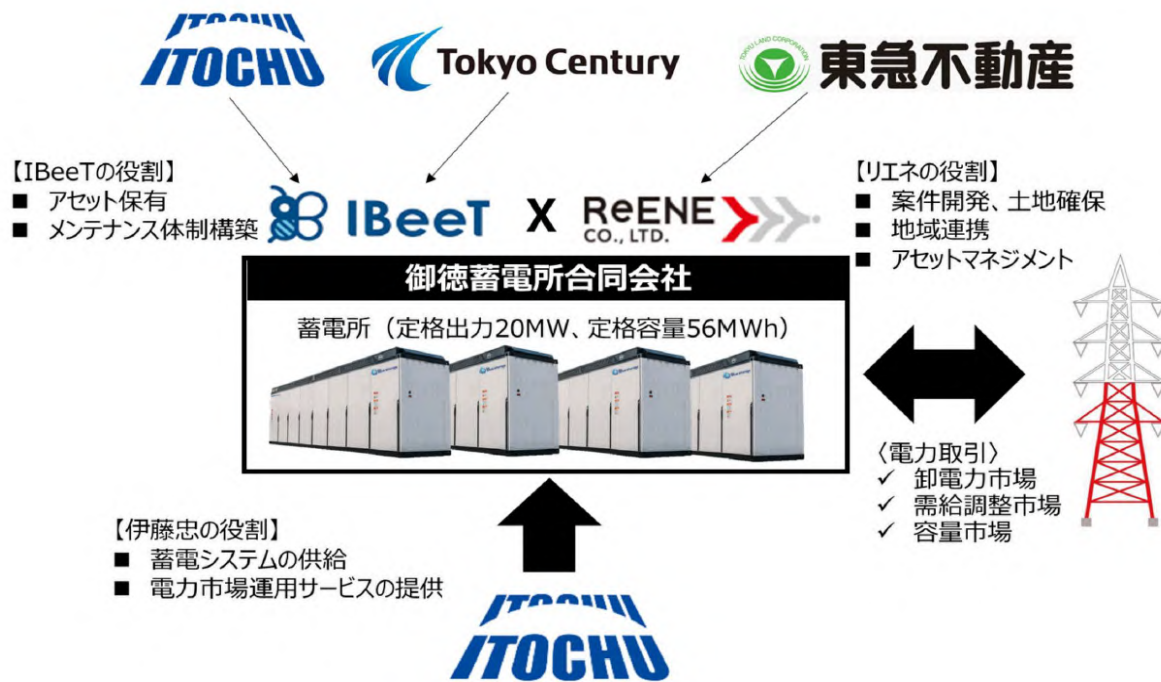 ITOCHU
ITOCHU
Tokyo Century
TOKYU LAND CORPORATION
東急不動産
【IBeeTの役割】
■ アセット保有
■ メンテナンス体制構築
IBeeT X ReENE
CO., LTD.
【リエネの役割】
■ 案件開発、土地確保
■ 地域連携
■ アセットマネジメント
御徳蓄電所合同会社
蓄電所（定格出力20MW、定格容量56MWh）
〈電力取引〉
✓ 卸電力市場
✓ 需給調整市場
✓ 容量市場
【伊藤忠の役割】
■ 蓄電システムの供給
■ 電力市場運用サービスの提供
ITOCHU
ITOCHU